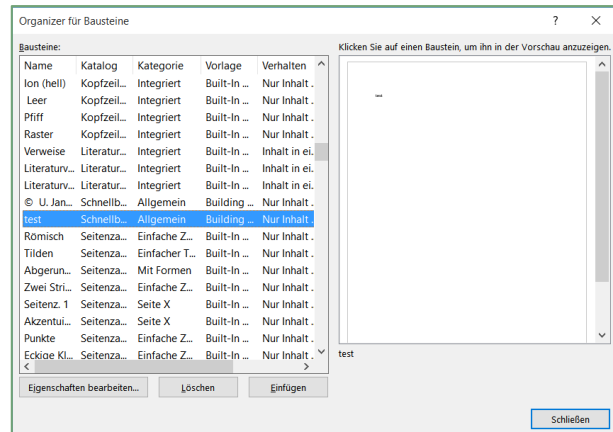 Organizer für Bausteine ? ×
Bausteine: Klicken Sie auf einen Baustein, um ihn in der Vorschau anzuzeigen.
Name Katalog Kategorie Vorlage Verhalten
Ion (hell) Kopfzeil... Integriert Built-In ... Nur Inhalt .
Leer Kopfzeil... Integriert Built-In ... Nur Inhalt .
Pfiff Kopfzeil... Integriert Built-In ... Nur Inhalt .
Raster Kopfzeil... Integriert Built-In ... Nur Inhalt .
Verweise Literatur... Integriert Built-In ... Inhalt in ei.
Literaturv... Literatur... Integriert Built-In ... Inhalt in ei.
Literaturv... Literatur... Integriert Built-In ... Inhalt in ei.
© U. Jan... Schnellb... Allgemein Building ... Nur Inhalt .
test Schnellb... Allgemein Building ... Nur Inhalt .
Römisch Seitenza... Einfache Z... Built-In ... Nur Inhalt .
Tilden Seitenza... Einfacher T... Built-In ... Nur Inhalt .
Abgerun... Seitenza... Mit Formen Built-In ... Nur Inhalt .
Zwei Stri... Seitenza... Einfache Z... Built-In ... Nur Inhalt .
Seitenz. 1 Seitenza... Seite X Built-In ... Nur Inhalt .
Akzentui... Seitenza... Seite X Built-In ... Nur Inhalt .
Punkte Seitenza... Einfache Z... Built-In ... Nur Inhalt .
Eckige Kl... Seitenza... Einfache Z... Built-In ... Nur Inhalt .
test
test
Eigenschaften bearbeiten... Löschen Einfügen
Schließen